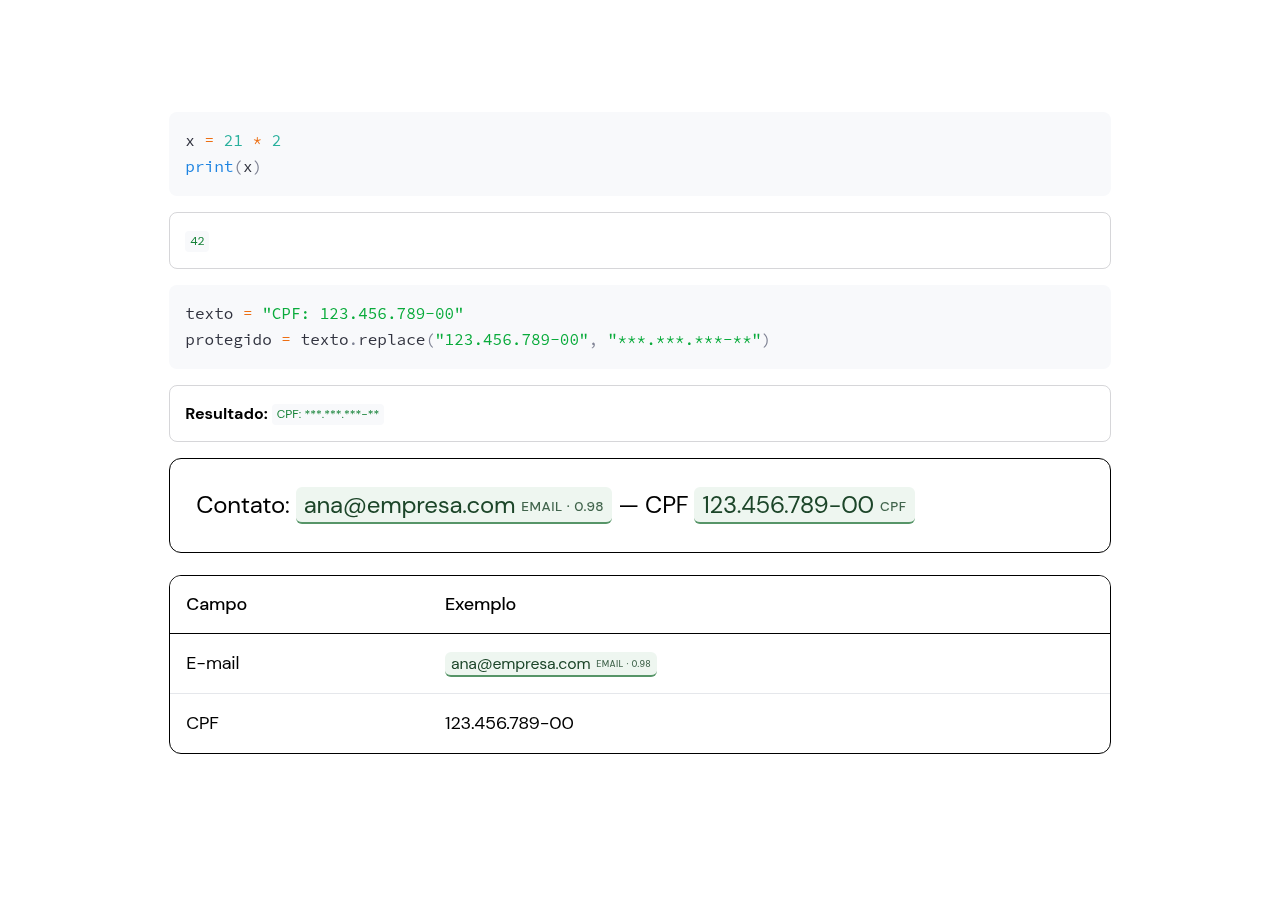 x = 21 * 2
print(x)
42
texto = "CPF: 123.456.789-00"
protegido = texto.replace("123.456.789-00", "***.***.***-**")
Resultado: CPF: ***.***.***-**
Contato: ana@empresa.com EMAIL · 0.98 — CPF 123.456.789-00 CPF
Campo Exemplo
E-mail ana@empresa.com EMAIL · 0.98
CPF 123.456.789-00